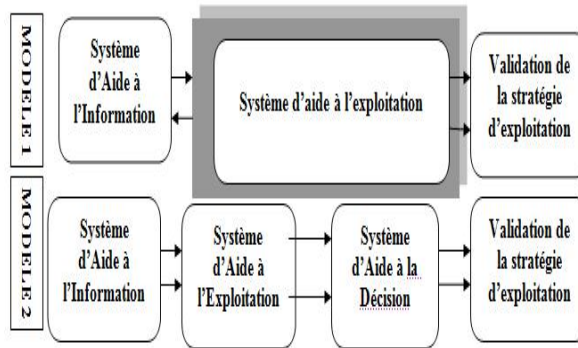 MODELE 1
Système
d'Aide à
l'Information
Système d'aide à l'exploitation
Validation de
la stratégie
d'exploitation
MODELE 2
Système
d'Aide à
l'Information
Système
d'Aide à
l'Exploitation
Système
d'Aide à la
Décision
Validation de
la stratégie
d'exploitation